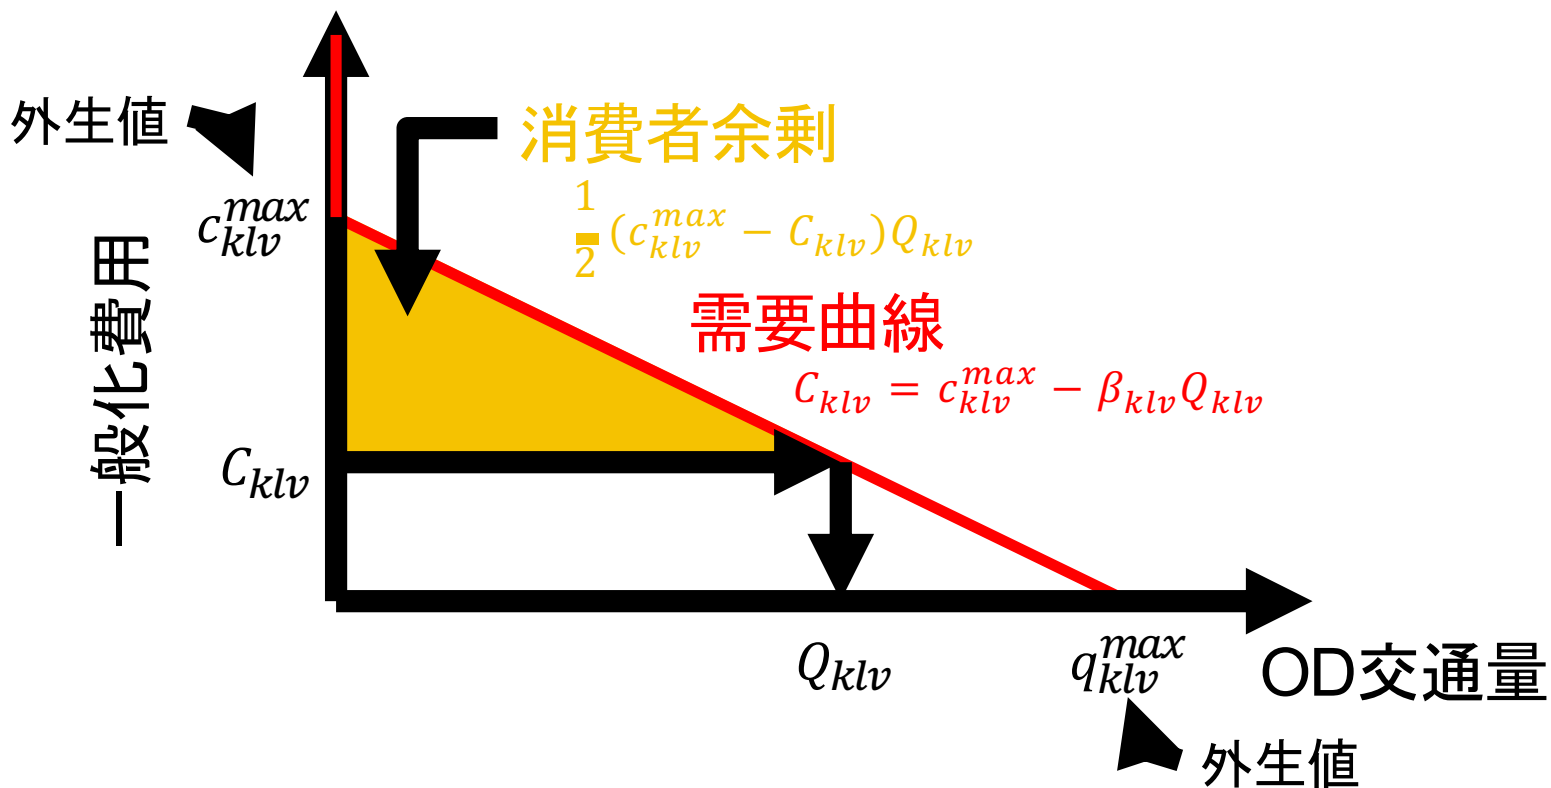 外生値
消費者余剰
$\frac{1}{2}(c_{klv}^{max} - C_{klv})Q_{klv}$
$c_{klv}^{max}$
一般化費用
需要曲線
$C_{klv} = c_{klv}^{max} - \beta_{klv}Q_{klv}$
$C_{klv}$
$Q_{klv}$
$q_{klv}^{max}$
OD交通量
外生値